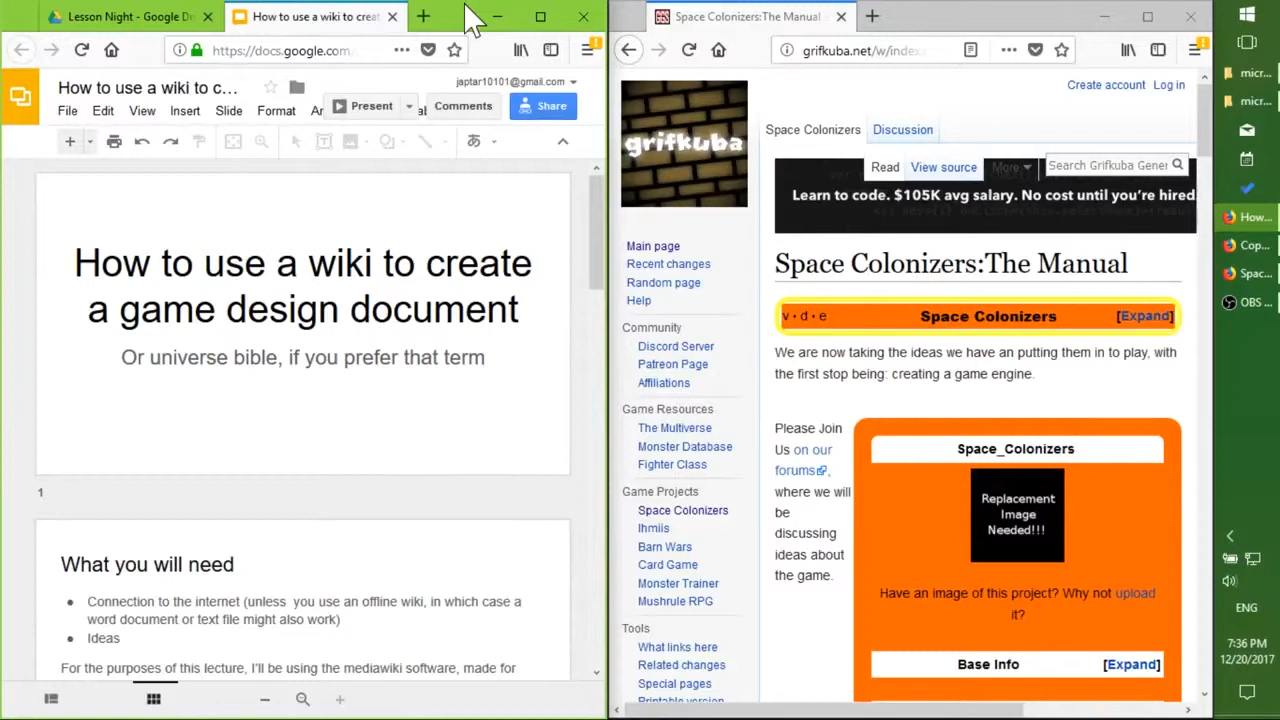 Lesson Night - Google Dr
How to use a wiki to creat
https://docs.google.com
How to use a wiki to c...
japtar10101@gmail.com
File Edit View Insert Format Ar
Present
Comments
Share
How to use a wiki to create
a game design document
Or universe bible, if you prefer that term
1
What you will need
● Connection to the internet (unless you use an offline wiki, in which case a
word document or text file might also work)
● Ideas
For the purposes of this lecture, I'll be using the mediawiki software, made for
GCS Space Colonizers:The Manual
grifkuba.net/w/index
Create account Log in
grifkuba
Space Colonizers Discussion
Read View source More Search Grifkuba Gener
Learn to code. $105K avg salary. No cost until you're hired
Main page
Recent changes
Random page
Help
Community
Discord Server
Patreon Page
Affiliations
Game Resources
The Multiverse
Monster Database
Fighter Class
Game Projects
Space Colonizers
Ihmiis
Barn Wars
Card Game
Monster Trainer
Mushrule RPG
Tools
What links here
Related changes
Special pages
Printable version
Space Colonizers:The Manual
v · d · e Space Colonizers [Expand]
We are now taking the ideas we have an putting them in to play, with
the first stop being: creating a game engine.
Please Join
Us on our
forums,
where we will
be
discussing
ideas about
the game.
Space_Colonizers
Replacement
Image
Needed!!!
Have an image of this project? Why not upload
it?
Base Info [Expand]
micr...
micr...
How...
Cop...
Spac...
OBS ...
ENG
7:36 PM
12/20/2017